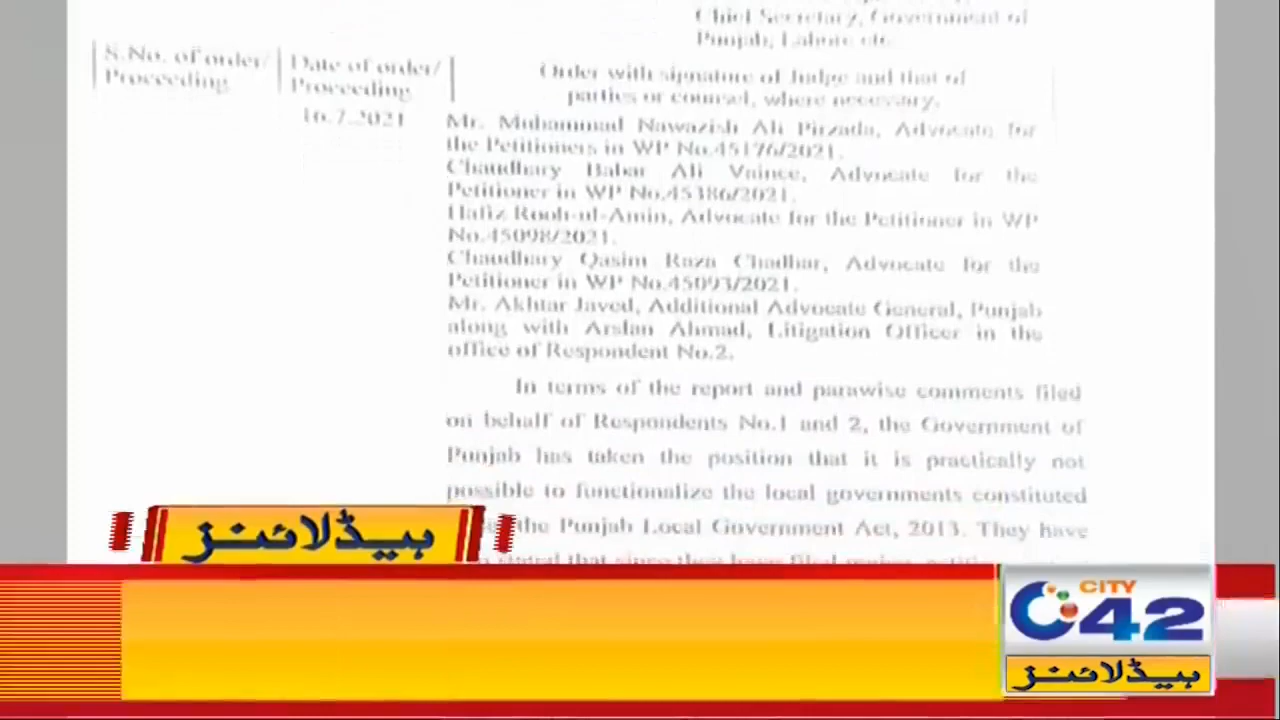 Chief Secretary, Government of
Punjab, Lahore etc
S.No. of order/
Proceeding
Date of order/
Proceeding
Order with signature of Judge and that of
parties or counsel, where necessary.
16.7.2021
Mr. Muhammad Nawazish Ali Pirzada, Advocate for
the Petitioners in WP No.45176/2021.
Chaudhary Babar Ali Vaince, Advocate for the
Petitioner in WP No.45386/2021.
Hafiz Rooh-ul-Amin, Advocate for the Petitioner in WP
No.45098/2021.
Chaudhary Qasim Raza Chadhar, Advocate for the
Petitioner in WP No.45093/2021.
Mr. Akhtar Javed, Additional Advocate General, Punjab
along with Arslan Ahmad, Litigation Officer in the
office of Respondent No.2.
In terms of the report and parawise comments filed
on behalf of Respondents No.1 and 2, the Government of
Punjab has taken the position that it is practically not
possible to functionalize the local governments constituted
the Punjab Local Government Act, 2013. They have
that since they have filed
ہیڈلائنز
CITY
42
ہیڈلائنز